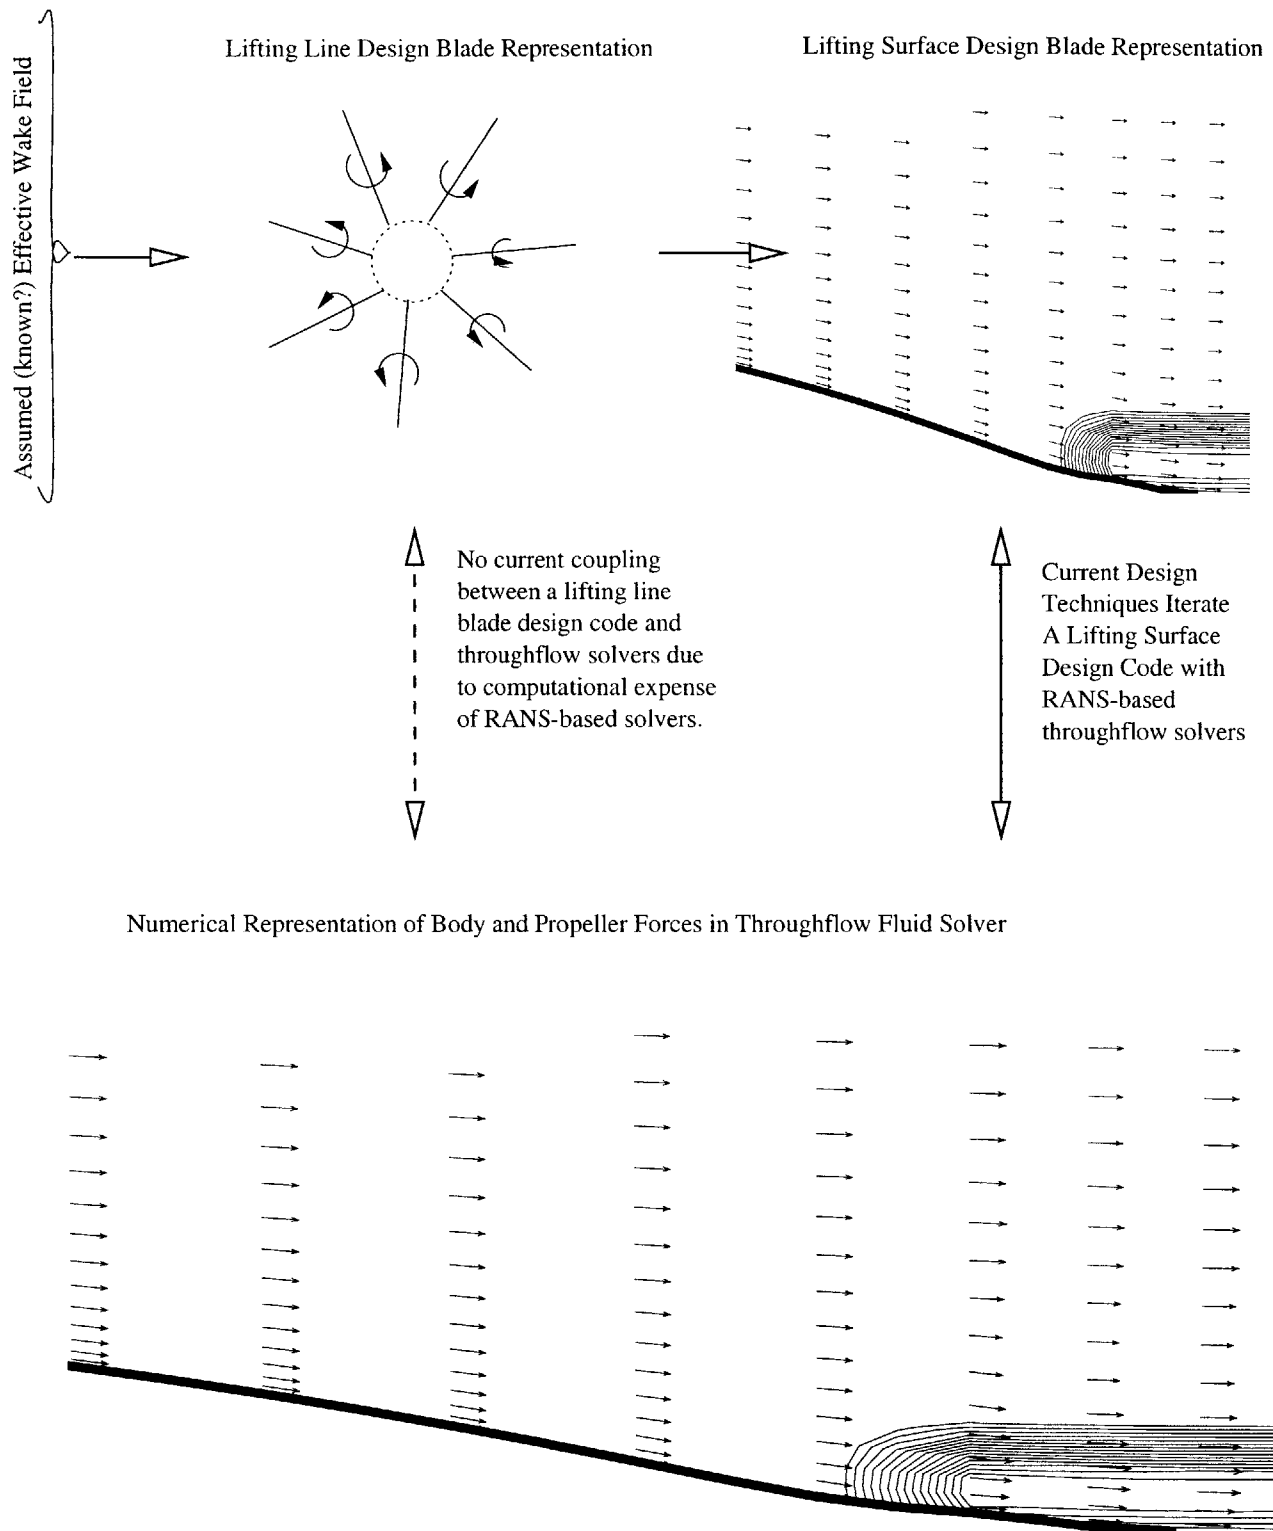 Assumed (known?) Effective Wake Field
Lifting Line Design Blade Representation
Lifting Surface Design Blade Representation
No current coupling
between a lifting line
blade design code and
throughflow solvers due
to computational expense
of RANS-based solvers.
Current Design
Techniques Iterate
A Lifting Surface
Design Code with
RANS-based
throughflow solvers
Numerical Representation of Body and Propeller Forces in Throughflow Fluid Solver